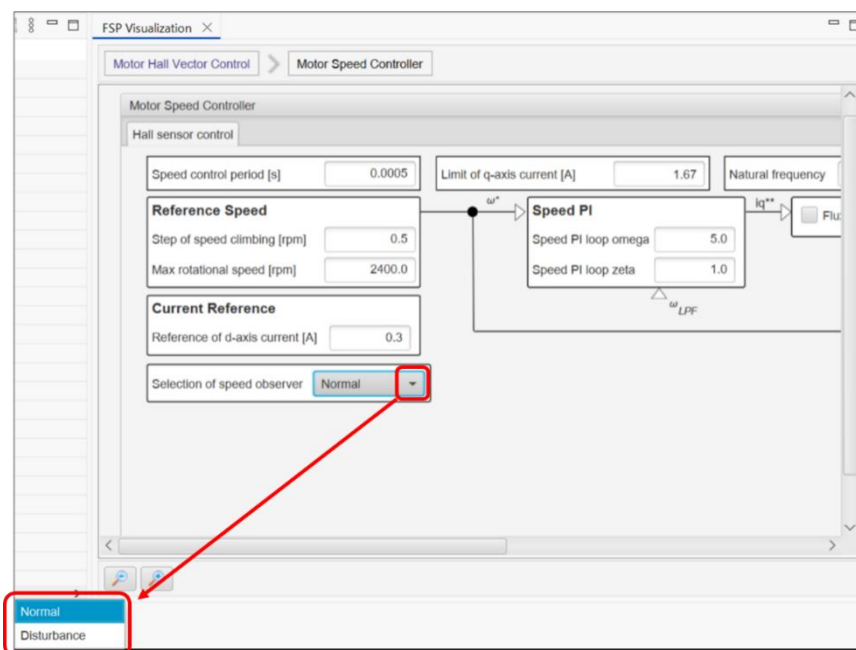 FSP Visualization
Motor Hall Vector Control
Motor Speed Controller
Motor Speed Controller
Hall sensor control
Speed control period [s]
0.0005
Limit of q-axis current [A]
1.67
Natural frequency
Reference Speed
Step of speed climbing [rpm]
0.5
Max rotational speed [rpm]
2400.0
ω*
Speed PI
Speed PI loop omega
5.0
Speed PI loop zeta
1.0
iq**
Flu
ω LPF
Current Reference
Reference of d-axis current [A]
0.3
Selection of speed observer
Normal
Normal
Disturbance